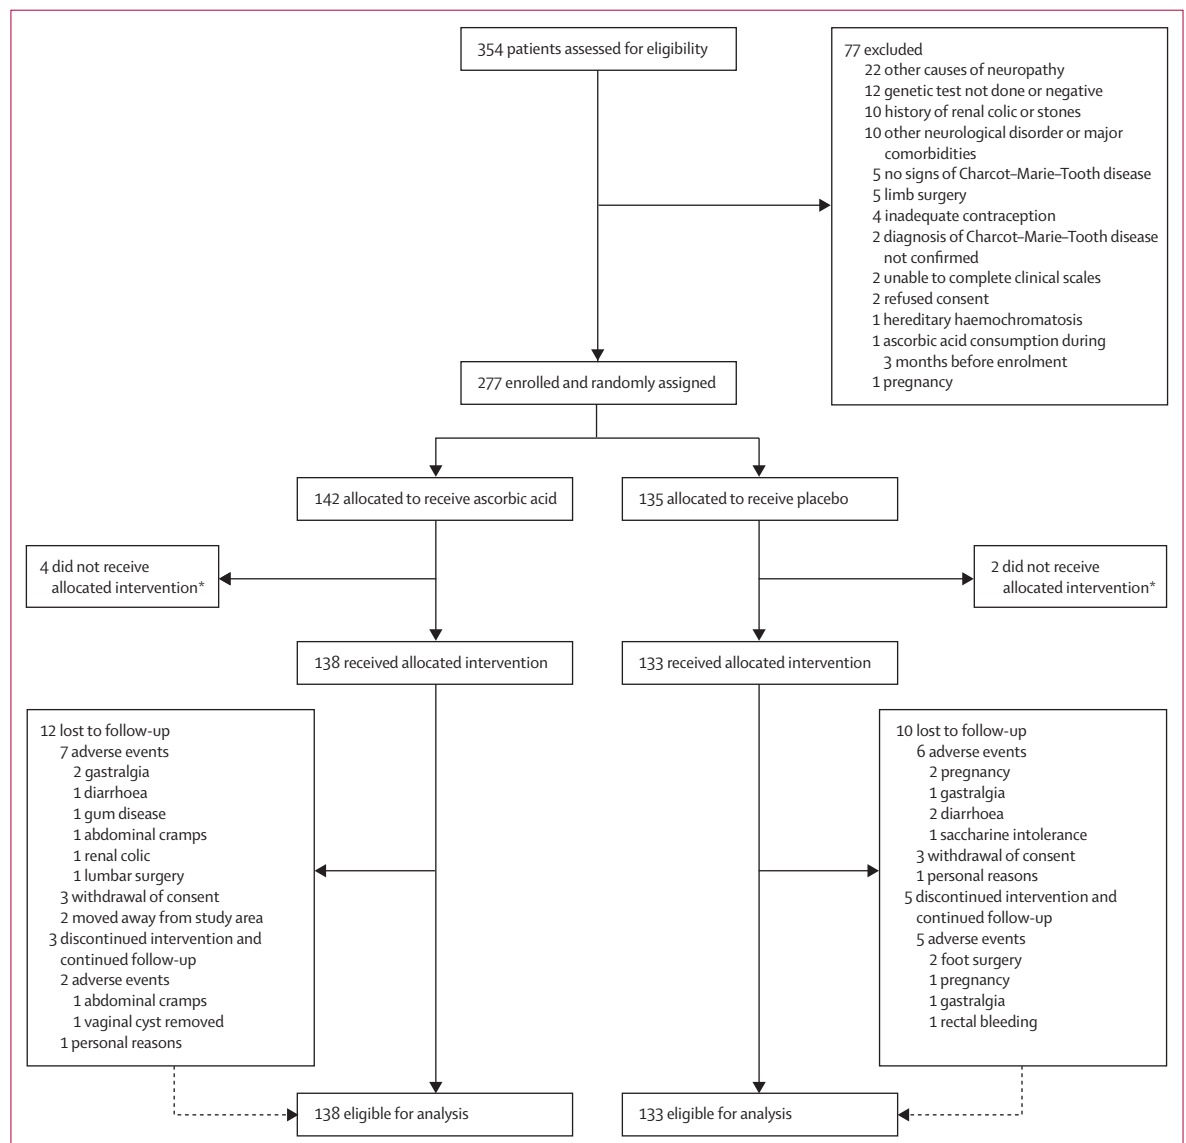 354 patients assessed for eligibility
77 excluded
22 other causes of neuropathy
12 genetic test not done or negative
10 history of renal colic or stones
10 other neurological disorder or major
comorbidities
5 no signs of Charcot–Marie–Tooth disease
5 limb surgery
4 inadequate contraception
2 diagnosis of Charcot–Marie–Tooth disease
not confirmed
2 unable to complete clinical scales
2 refused consent
1 hereditary haemochromatosis
1 ascorbic acid consumption during
3 months before enrolment
1 pregnancy
277 enrolled and randomly assigned
142 allocated to receive ascorbic acid
135 allocated to receive placebo
4 did not receive
allocated intervention*
2 did not receive
allocated intervention*
138 received allocated intervention
133 received allocated intervention
12 lost to follow-up
7 adverse events
2 gastralgia
1 diarrhoea
1 gum disease
1 abdominal cramps
1 renal colic
1 lumbar surgery
3 withdrawal of consent
2 moved away from study area
3 discontinued intervention and
continued follow-up
2 adverse events
1 abdominal cramps
1 vaginal cyst removed
1 personal reasons
10 lost to follow-up
6 adverse events
2 pregnancy
1 gastralgia
2 diarrhoea
1 saccharine intolerance
3 withdrawal of consent
1 personal reasons
5 discontinued intervention and
continued follow-up
5 adverse events
2 foot surgery
1 pregnancy
1 gastralgia
1 rectal bleeding
138 eligible for analysis
133 eligible for analysis